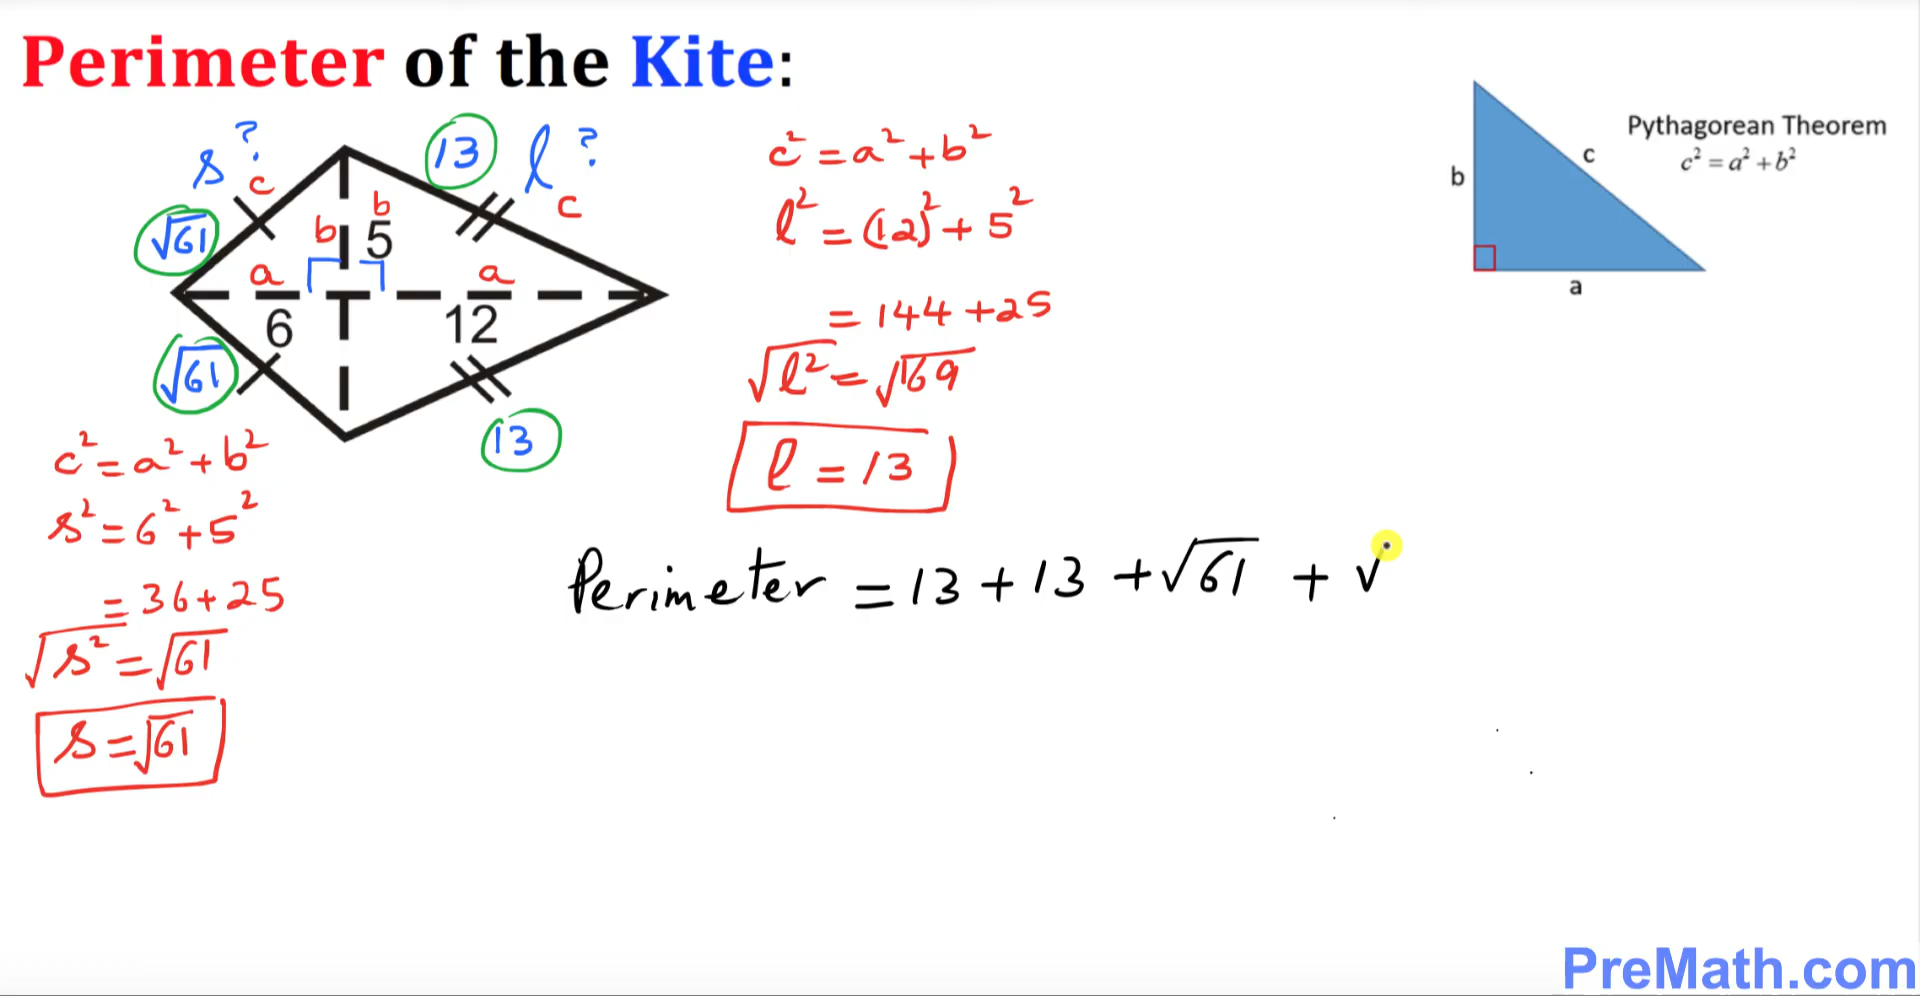 Perimeter of the Kite:
s ?
c
13
l ?
c
√61
b
b
5
a
a
6
12
√61
13
c² = a² + b²
s² = 6² + 5²
= 36 + 25
√s² = √61
s = √61
c² = a² + b²
l² = (12)² + 5²
= 144 + 25
√l² = √169
l = 13
Perimeter = 13 + 13 + √61 + √
b
c
a
Pythagorean Theorem
c² = a² + b²
PreMath.com